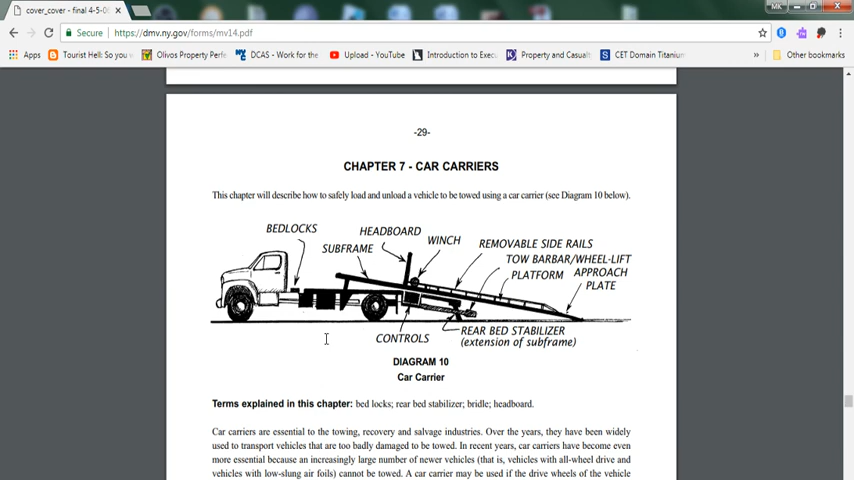 cover_cover - final 4-5-06
MK
Secure
https://dmv.ny.gov/forms/mv14.pdf
Apps
Tourist Hell: So You
Olivos Property Perfe
DCAS - Work for the
Upload - YouTube
Introduction to Exec
Property and Casualty
CET Domain Titanium
»
Other bookmarks
-29-
CHAPTER 7 - CAR CARRIERS
This chapter will describe how to safely load and unload a vehicle to be towed using a car carrier (see Diagram 10 below).
BEDLOCKS
HEADBOARD
SUBFRAME
WINCH
REMOVABLE SIDE RAILS
TOW BARBAR/WHEEL-LIFT
PLATFORM
APPROACH
PLATE
CONTROLS
REAR BED STABILIZER
(extension of subframe)
DIAGRAM 10
Car Carrier
Terms explained in this chapter: bed locks; rear bed stabilizer; bridle; headboard.
Car carriers are essential to the towing, recovery and salvage industries. Over the years, they have been widely
used to transport vehicles that are too badly damaged to be towed. In recent years, car carriers have become even
more essential because an increasingly large number of newer vehicles (that is, vehicles with all-wheel drive and
vehicles with low-slung air foils) cannot be towed. A car carrier may be used if the drive wheels of the vehicle